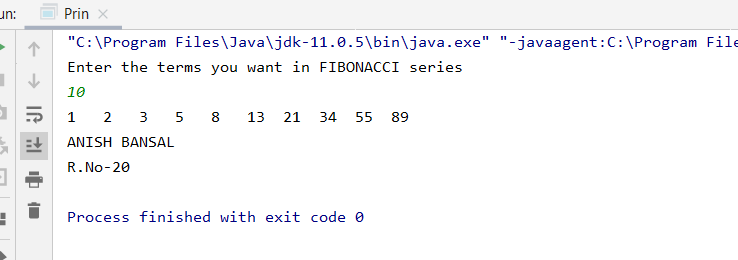 un: Prin
"C:\Program Files\Java\jdk-11.0.5\bin\java.exe" "-javaagent:C:\Program File
Enter the terms you want in FIBONACCI series
10
1 2 3 5 8 13 21 34 55 89
ANISH BANSAL
R.No-20
Process finished with exit code 0